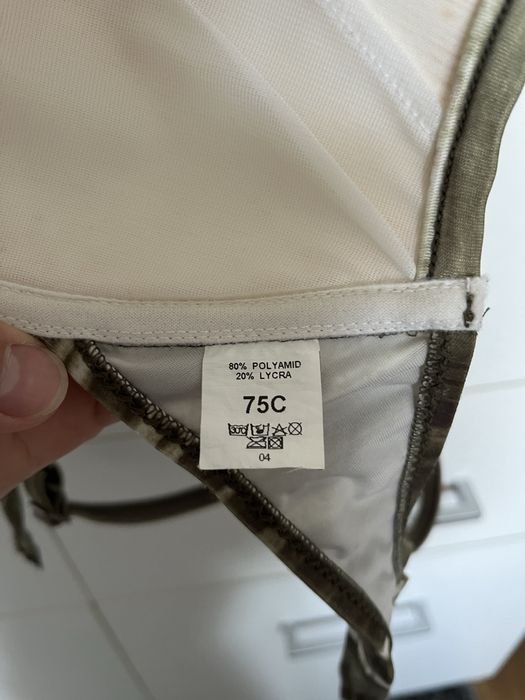 80% POLYAMID
20% LYCRA
75C
04